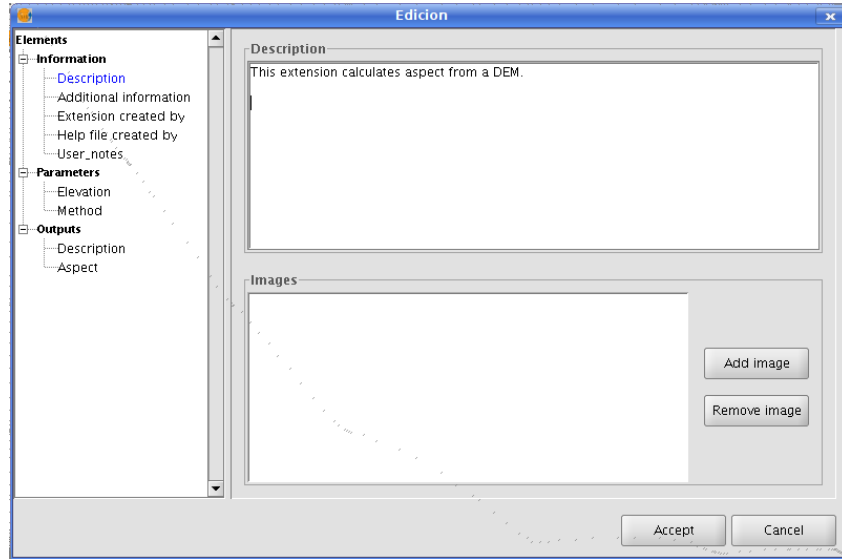 Edicion
Elements
Information
Description
Additional information
Extension created by
Help file created by
User_notes
Parameters
Elevation
Method
Outputs
Description
Aspect
Description
This extension calculates aspect from a DEM.
Images
Add image
Remove image
Accept
Cancel